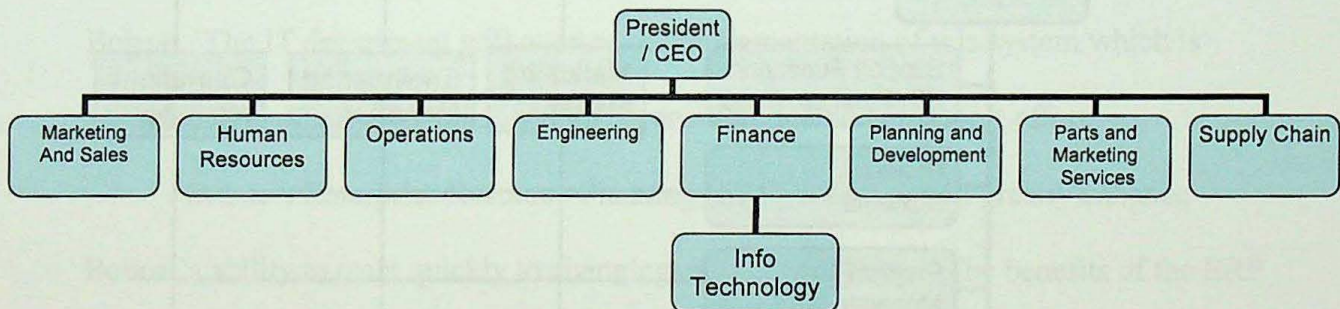 President
/ CEO
Marketing
And Sales
Human
Resources
Operations
Engineering
Finance
Planning and
Development
Parts and
Marketing
Services
Supply Chain
Info
Technology